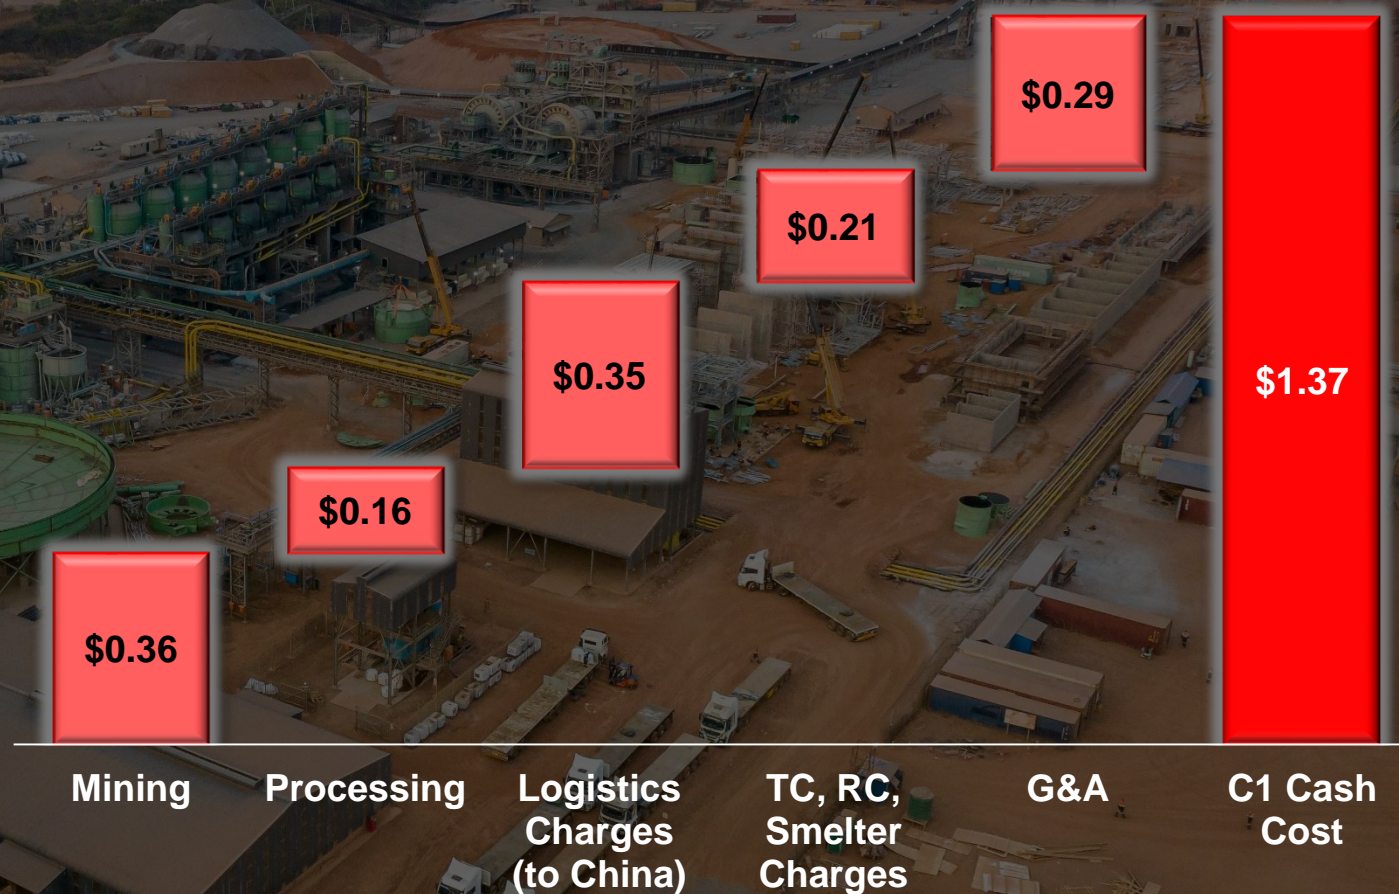 $0.29
$0.21
$1.37
$0.35
$0.16
$0.36
Mining
Processing
Logistics
Charges
(to China)
TC, RC,
Smelter
Charges
G&A
C1 Cash
Cost